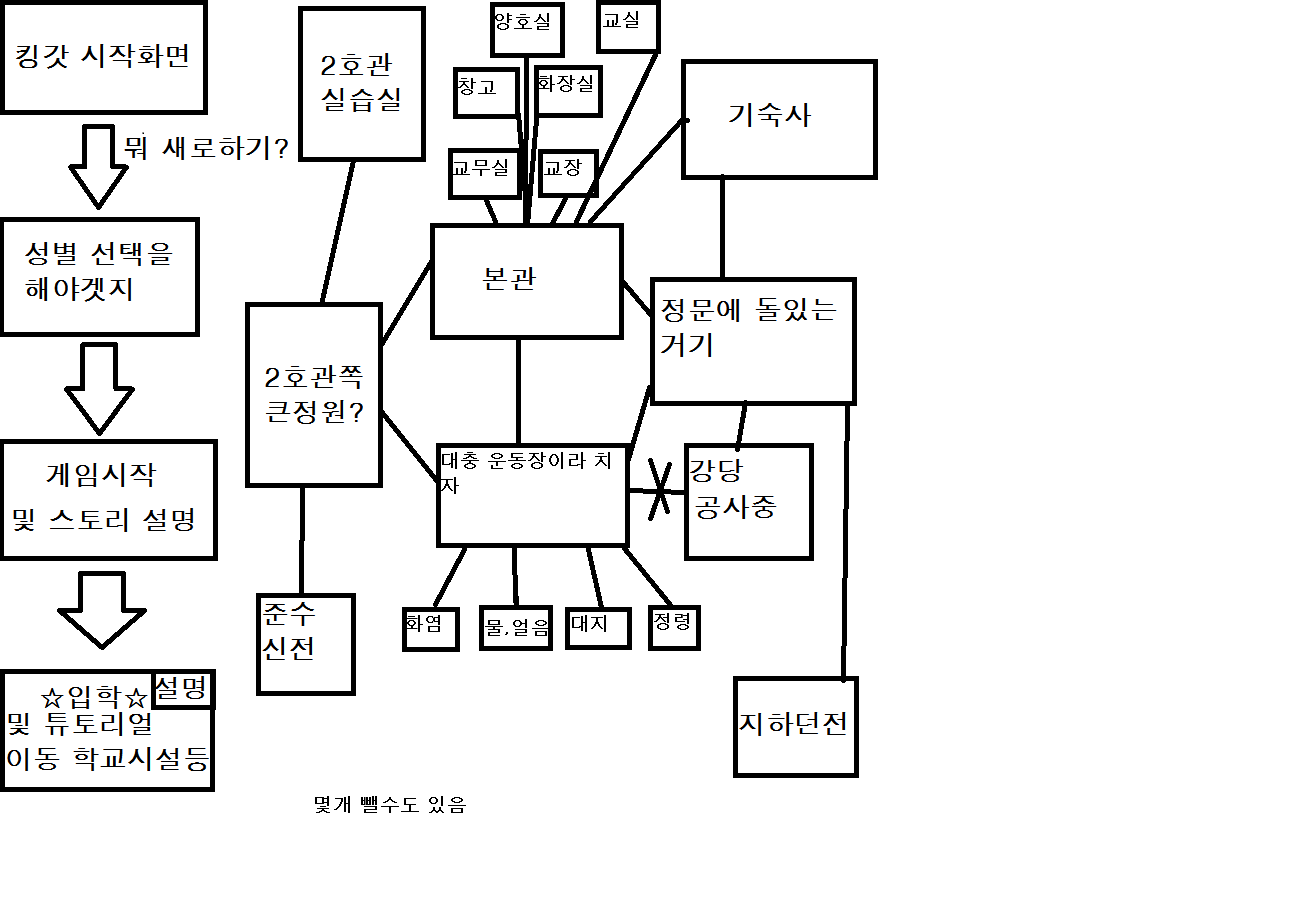 킹갓 시작화면
뭐 새로하기?
성별 선택을
해야겟지
게임시작
및 스토리 설명
☆입학☆
설명
및 튜토리얼
이동 학교시설등
2호관
실습실
양호실
교실
창고
화장실
교무실
교장
기숙사
본관
정문에 돌있는
거기
2호관쪽
큰정원?
대충 운동장이라 치
자
강당
공사중
준수
신전
화염
물,얼음
대지
정령
지하던전
몇개 뺄수도 있음